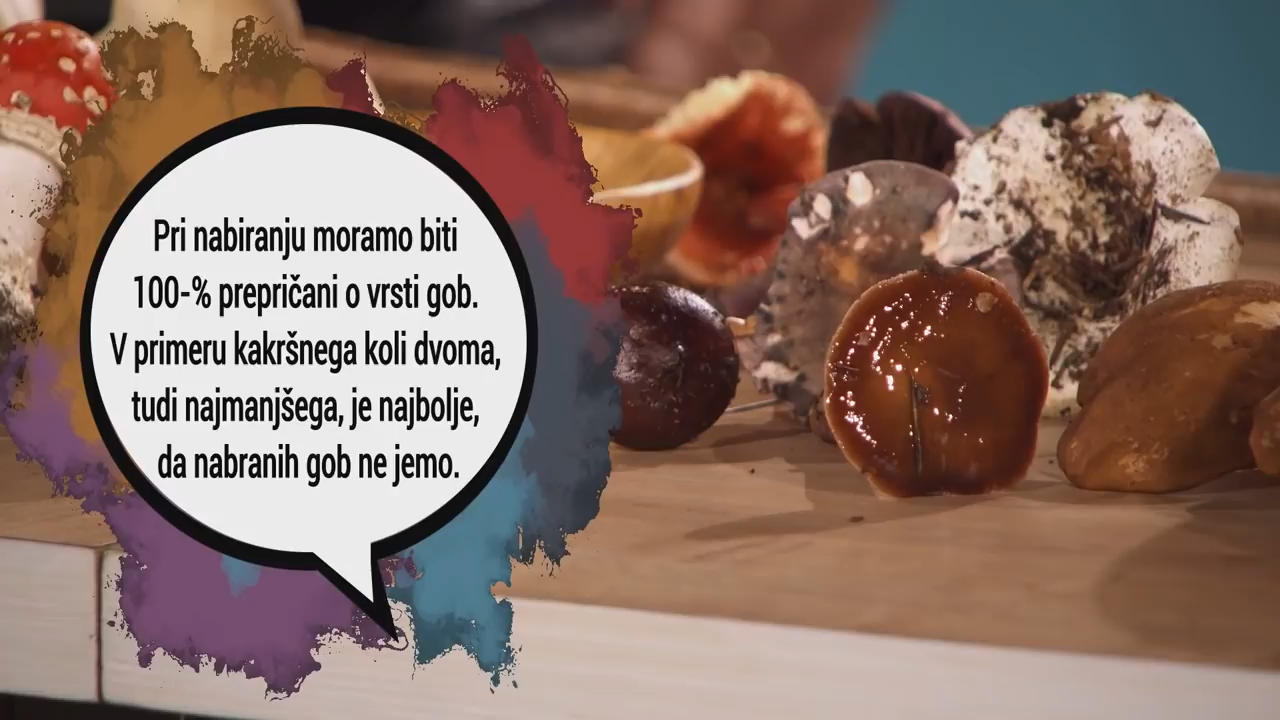 Pri nabiranju moramo biti
100-% prepričani o vrsti gob.
V primeru kakršnega koli dvoma,
tudi najmanjšega, je najbolje,
da nabranih gob ne jemo.